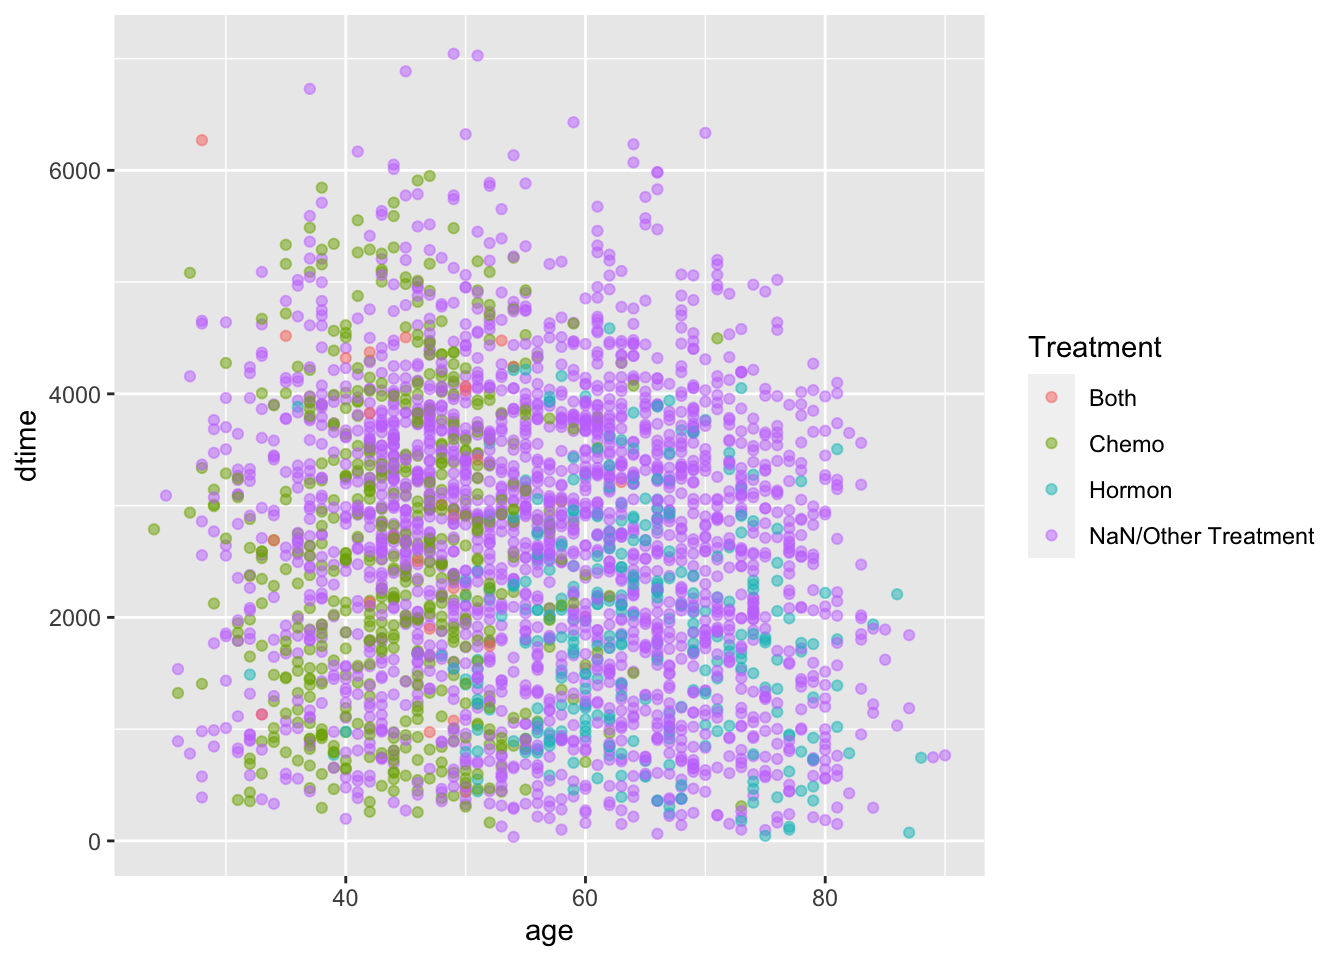 6000
4000
2000
0
dtime
40
60
80
age
Treatment
Both
Chemo
Hormon
NaN/Other Treatment